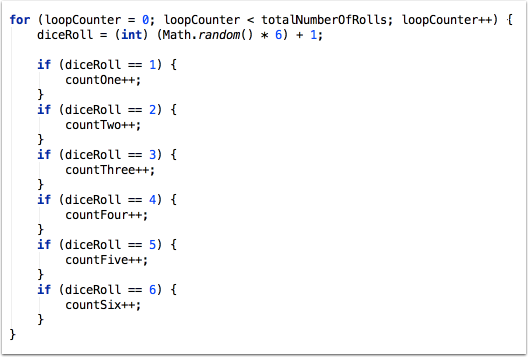 for (loopCounter = 0; loopCounter < totalNumberOfRolls; loopCounter++) {
    diceRoll = (int) (Math.random() * 6) + 1;

    if (diceRoll == 1) {
        countOne++;
    }
    if (diceRoll == 2) {
        countTwo++;
    }
    if (diceRoll == 3) {
        countThree++;
    }
    if (diceRoll == 4) {
        countFour++;
    }
    if (diceRoll == 5) {
        countFive++;
    }
    if (diceRoll == 6) {
        countSix++;
    }
}